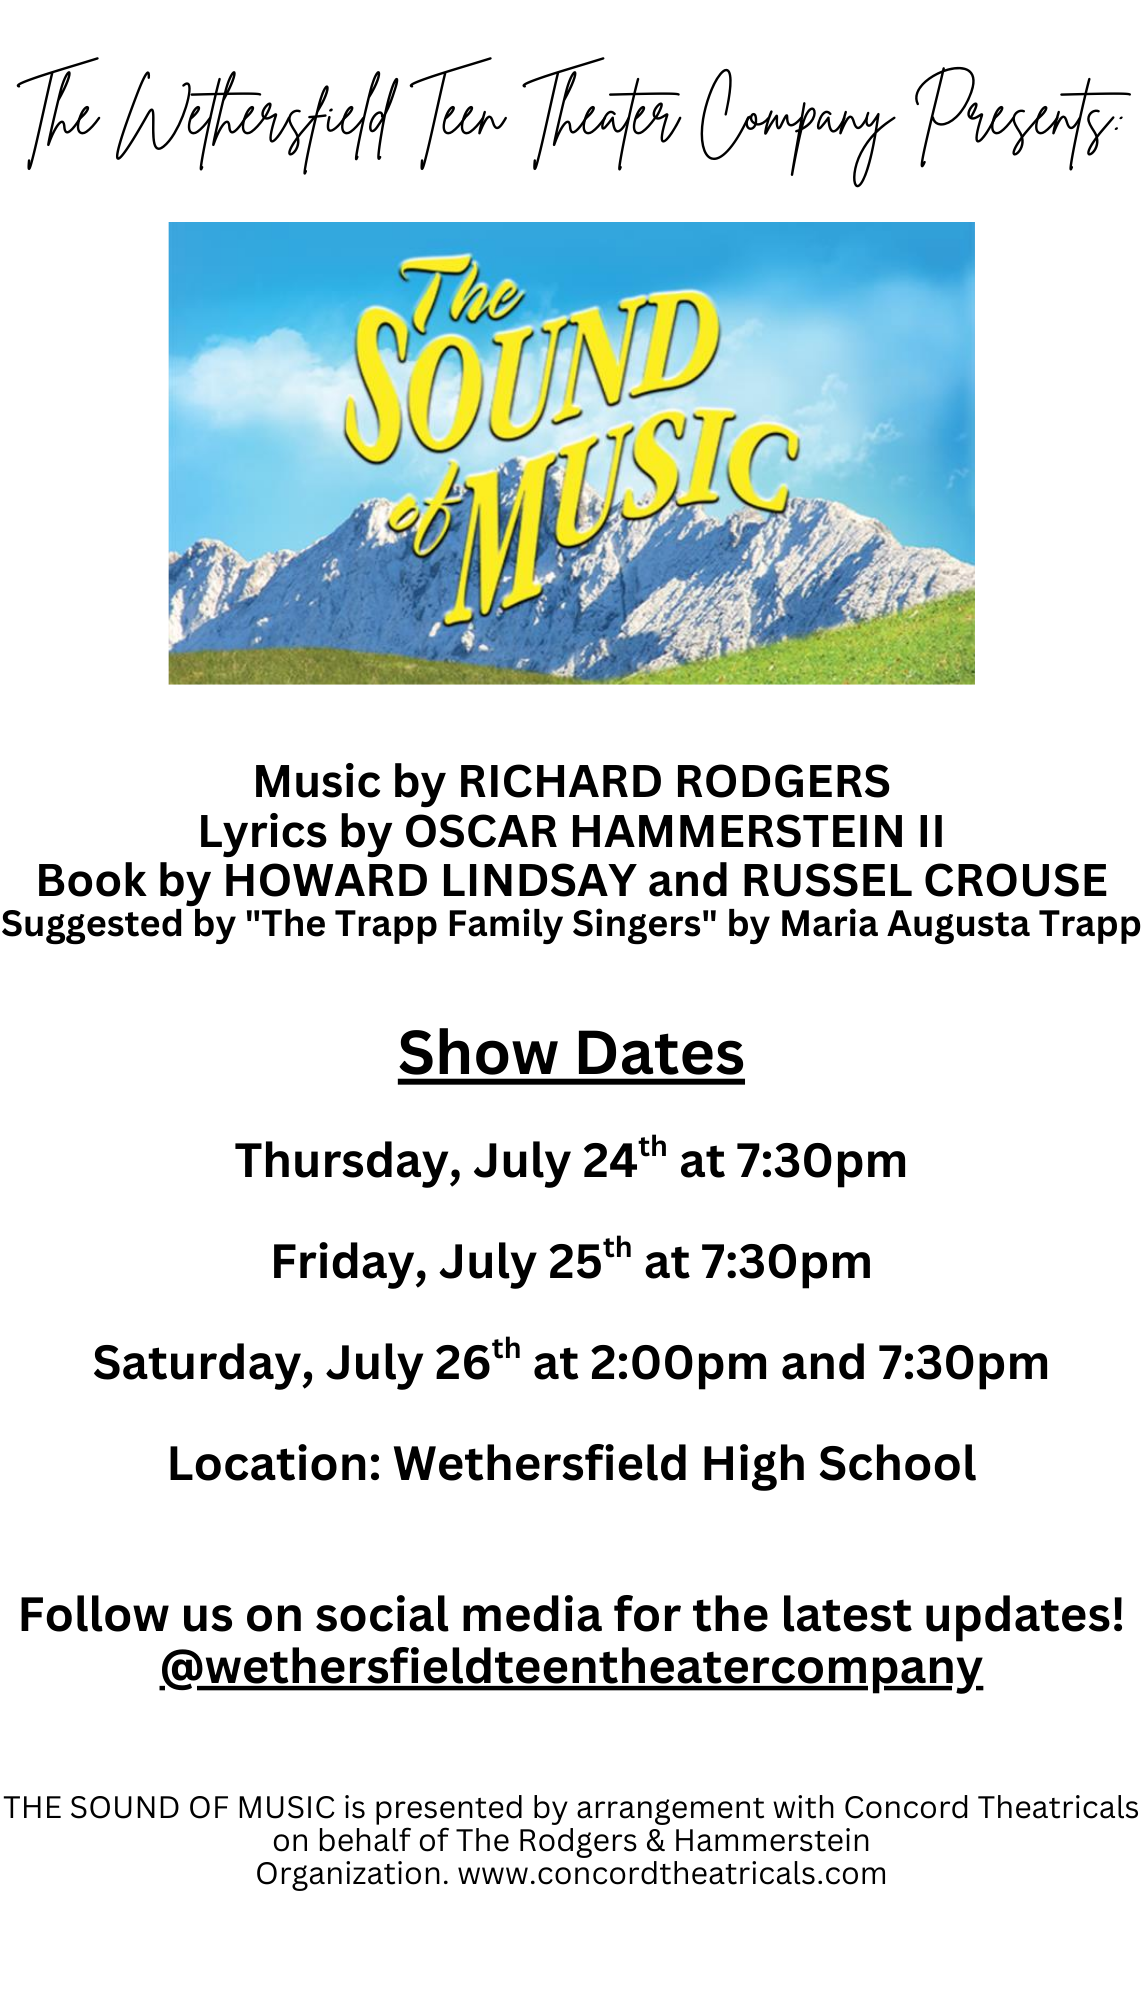 The Wethersfield Teen Theater Company Presents:
The
SOUND
of MUSIC
Music by RICHARD RODGERS
Lyrics by OSCAR HAMMERSTEIN II
Book by HOWARD LINDSAY and RUSSEL CROUSE
Suggested by "The Trapp Family Singers" by Maria Augusta Trapp
Show Dates
Thursday, July 24th at 7:30pm
Friday, July 25th at 7:30pm
Saturday, July 26th at 2:00pm and 7:30pm
Location: Wethersfield High School
Follow us on social media for the latest updates!
@wethersfieldteentheatercompany
THE SOUND OF MUSIC is presented by arrangement with Concord Theatricals
on behalf of The Rodgers & Hammerstein
Organization. www.concordtheatricals.com